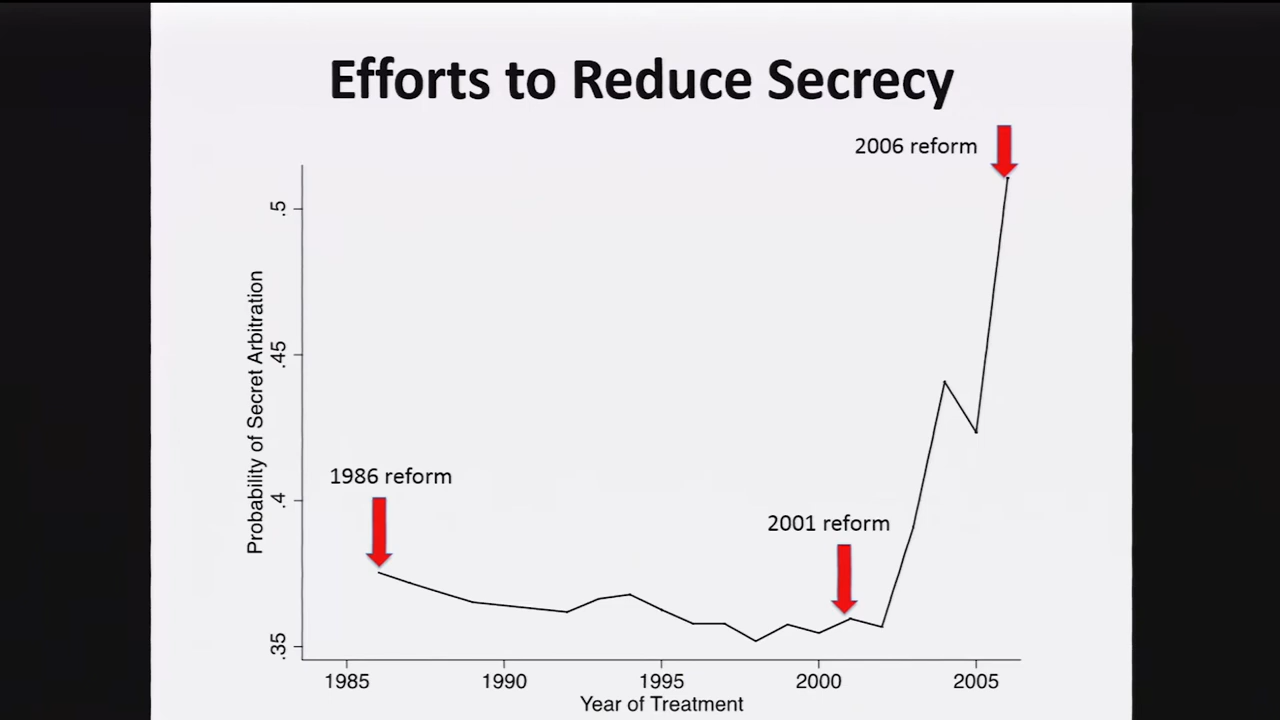 Efforts to Reduce Secrecy
2006 reform
.5
.45
1986 reform
.4
2001 reform
.35
Probability of Secret Arbitration
1985 1990 1995 2000 2005
Year of Treatment